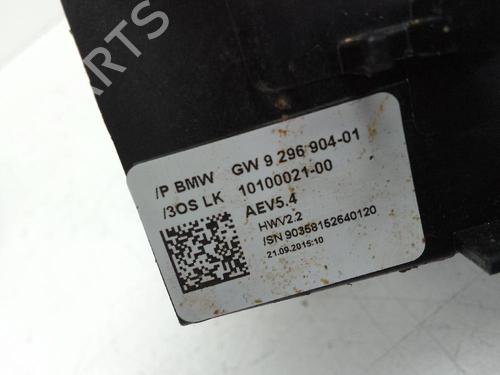 PARTS
/P BMW GW 9 296 904-01
/3OS LK 10100021-00
AEV5.4
HWV2.2
/SN 90358152640120
21.09.2015:10